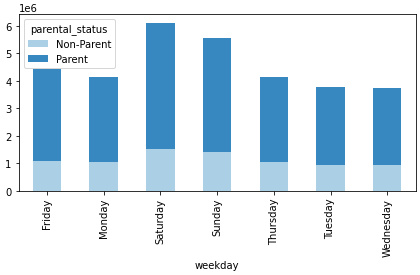 1e6
parental_status
Non-Parent
Parent
6
5
4
3
2
1
0
Friday
Monday
Saturday
Sunday
Thursday
Tuesday
Wednesday
weekday